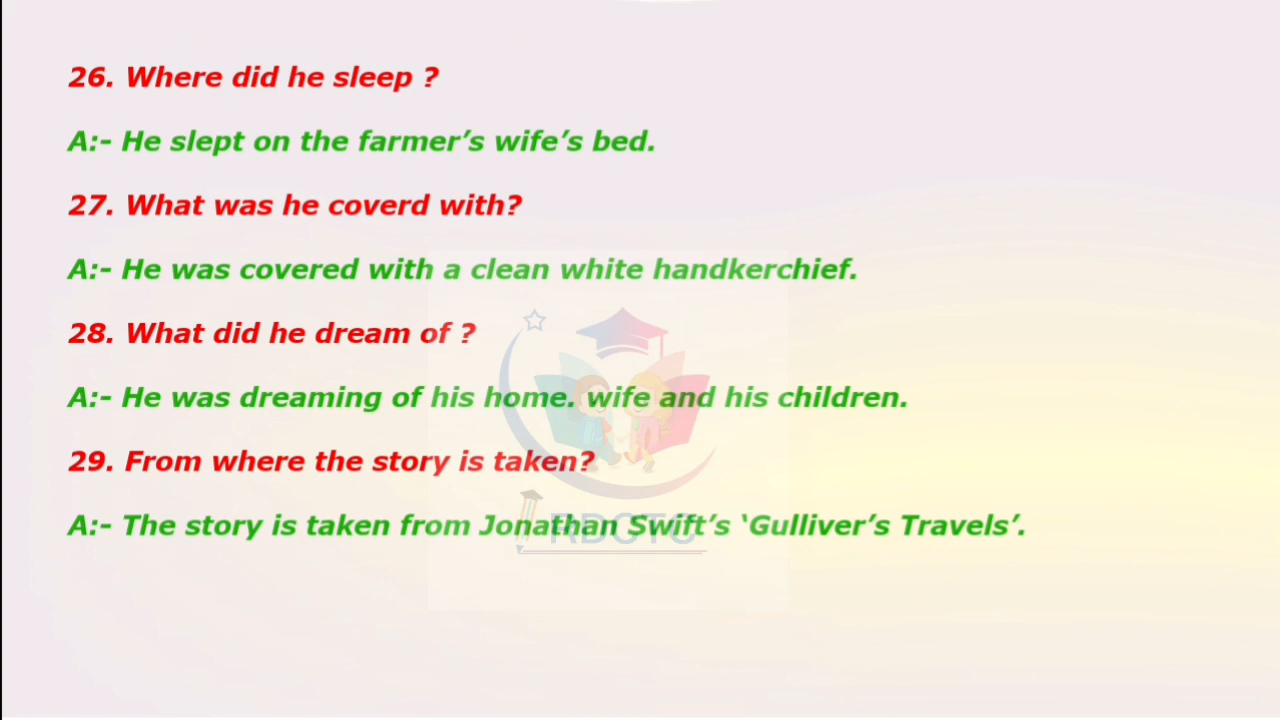 26. Where did he sleep ?
A:- He slept on the farmer’s wife’s bed.
27. What was he coverd with?
A:- He was covered with a clean white handkerchief.
28. What did he dream of ?
A:- He was dreaming of his home. wife and his children.
29. From where the story is taken?
A:- The story is taken from Jonathan Swift’s ‘Gulliver’s Travels’.
RDCTC